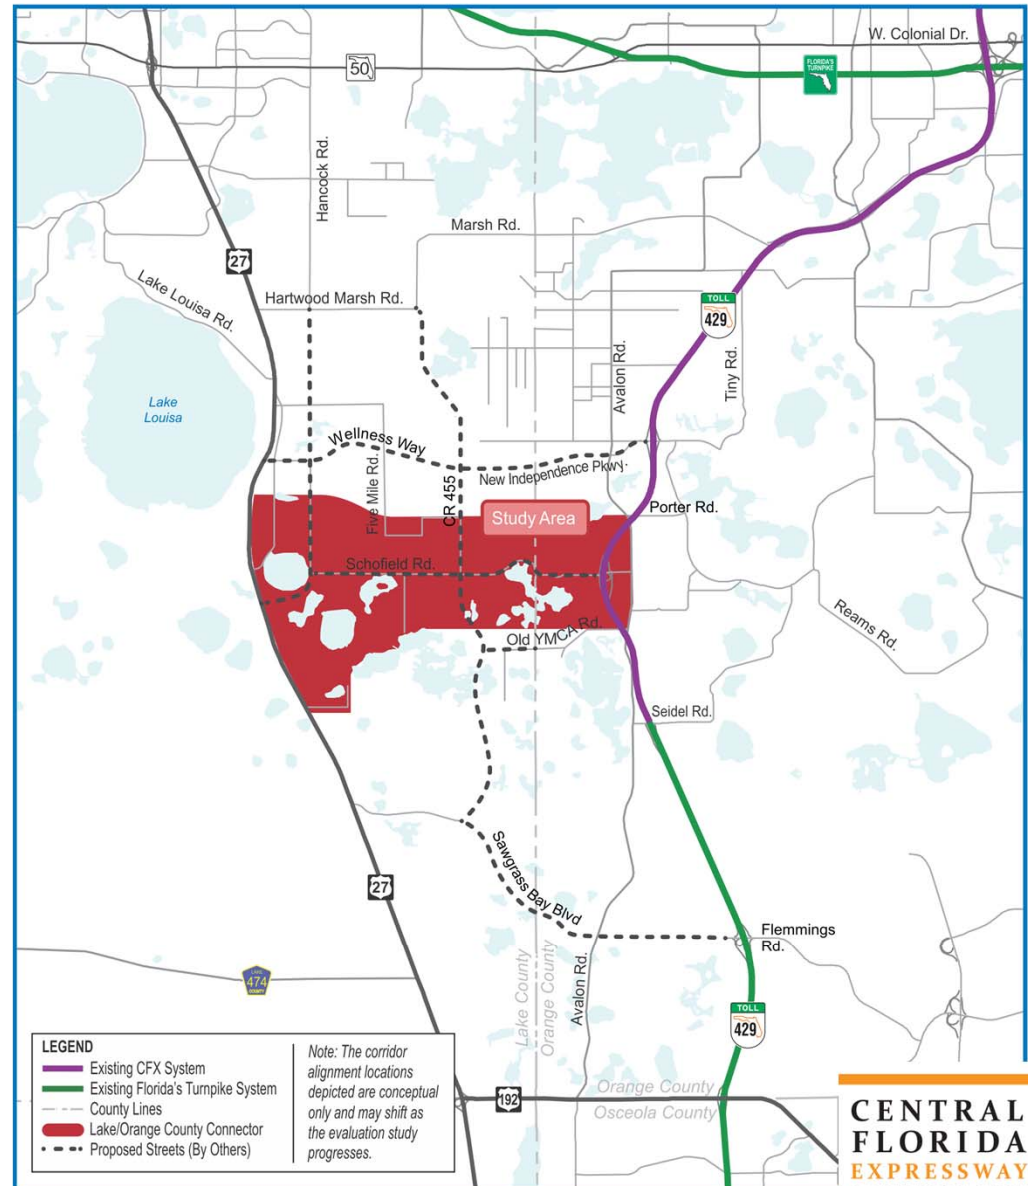 W. Colonial Dr.
50
FLORIDA'S
TURNPIKE
Hancock Rd.
Marsh Rd.
27
Lake Louisa Rd.
Hartwood Marsh Rd.
TOLL
429
Avalon Rd.
Tiny Rd.
Lake
Louisa
Wellness Way
Five Mile Rd.
CR 455
New Independence Pkwy.
Study Area
Porter Rd.
Schofield Rd.
Old YMCA Rd.
Reams Rd.
Seidel Rd.
27
Sawgrass Bay Blvd
Flemmings
Rd.
LAKE
474
COUNTY
Lake County
Orange County
Avalon Rd.
TOLL
429
LEGEND
Existing CFX System
Existing Florida's Turnpike System
County Lines
Lake/Orange County Connector
Proposed Streets (By Others)
Note: The corridor
alignment locations
depicted are conceptual
only and may shift as
the evaluation study
progresses.
192
Orange County
Osceola County
CENTRAL
FLORIDA
EXPRESSWAY